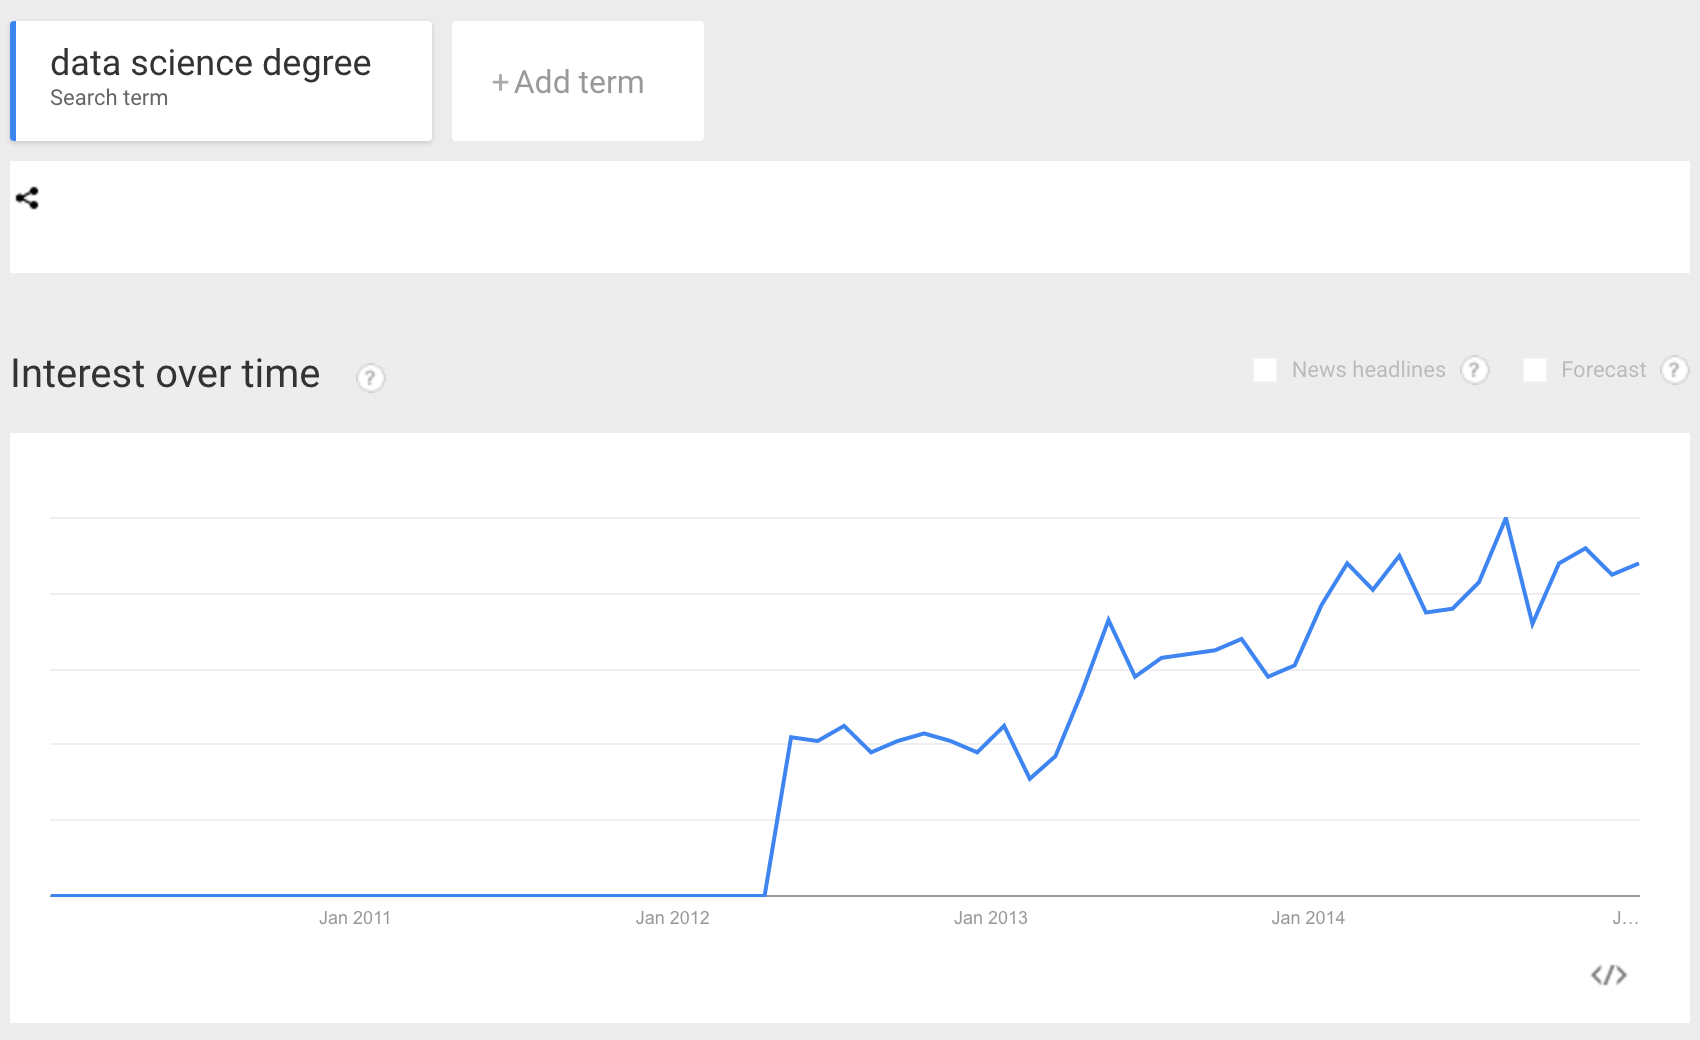 data science degree
Search term
+Add term
Interest over time ?
News headlines ? Forecast ?
Jan 2011 Jan 2012 Jan 2013 Jan 2014 J...
</>